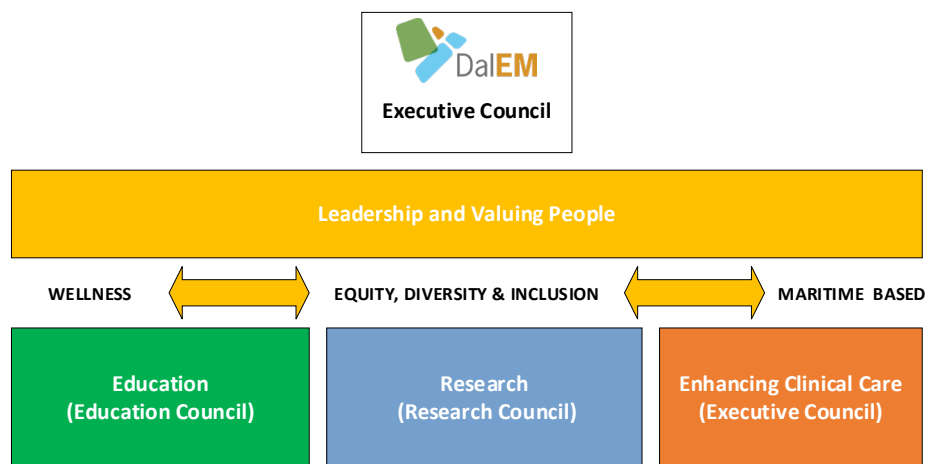 DalEM
Executive Council
Leadership and Valuing People
WELLNESS
EQUITY, DIVERSITY & INCLUSION
MARITIME BASED
Education
(Education Council)
Research
(Research Council)
Enhancing Clinical Care
(Executive Council)